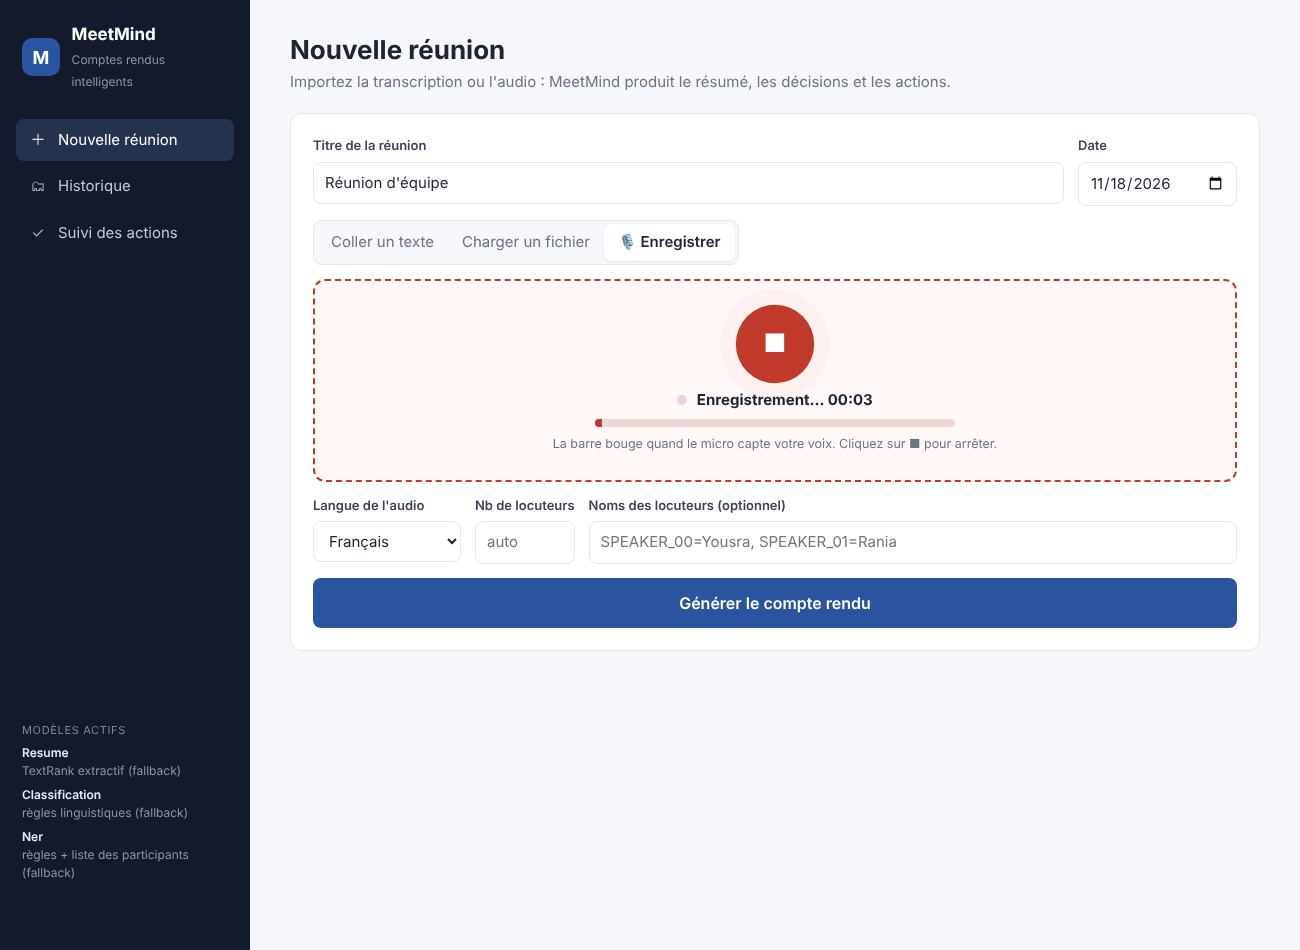 M
MeetMind
Comptes rendus
intelligents
Nouvelle réunion
Historique
Suivi des actions
MODÈLES ACTIFS
Resume
TextRank extractif (fallback)
Classification
règles linguistiques (fallback)
Ner
règles + liste des participants
(fallback)
Nouvelle réunion
Importez la transcription ou l'audio : MeetMind produit le résumé, les décisions et les actions.
Titre de la réunion
Date
Réunion d'équipe
11/18/2026
Coller un texte
Charger un fichier
🎙️ Enregistrer
Enregistrement... 00:03
La barre bouge quand le micro capte votre voix. Cliquez sur ■ pour arrêter.
Langue de l'audio
Nb de locuteurs
Noms des locuteurs (optionnel)
Français
auto
SPEAKER_00=Yousra, SPEAKER_01=Rania
Générer le compte rendu